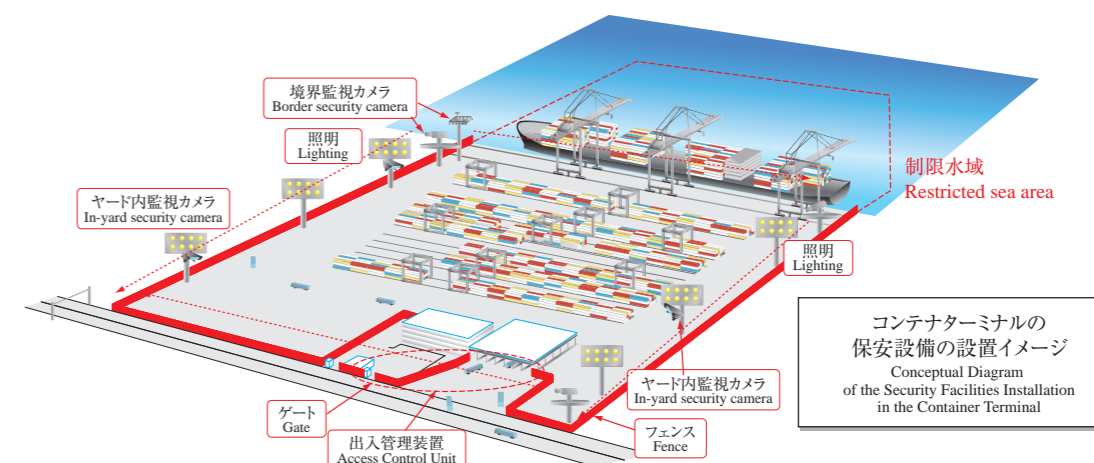 境界監視カメラ
Border security camera
照明
Lighting
ヤード内監視カメラ
In-yard security camera
制限水域
Restricted sea area
照明
Lighting
コンテナターミナルの
保安設備の設置イメージ
Conceptual Diagram
of the Security Facilities Installation
in the Container Terminal
ヤード内監視カメラ
In-yard security camera
ゲート
Gate
フェンス
Fence
出入管理装置
Access Control Unit